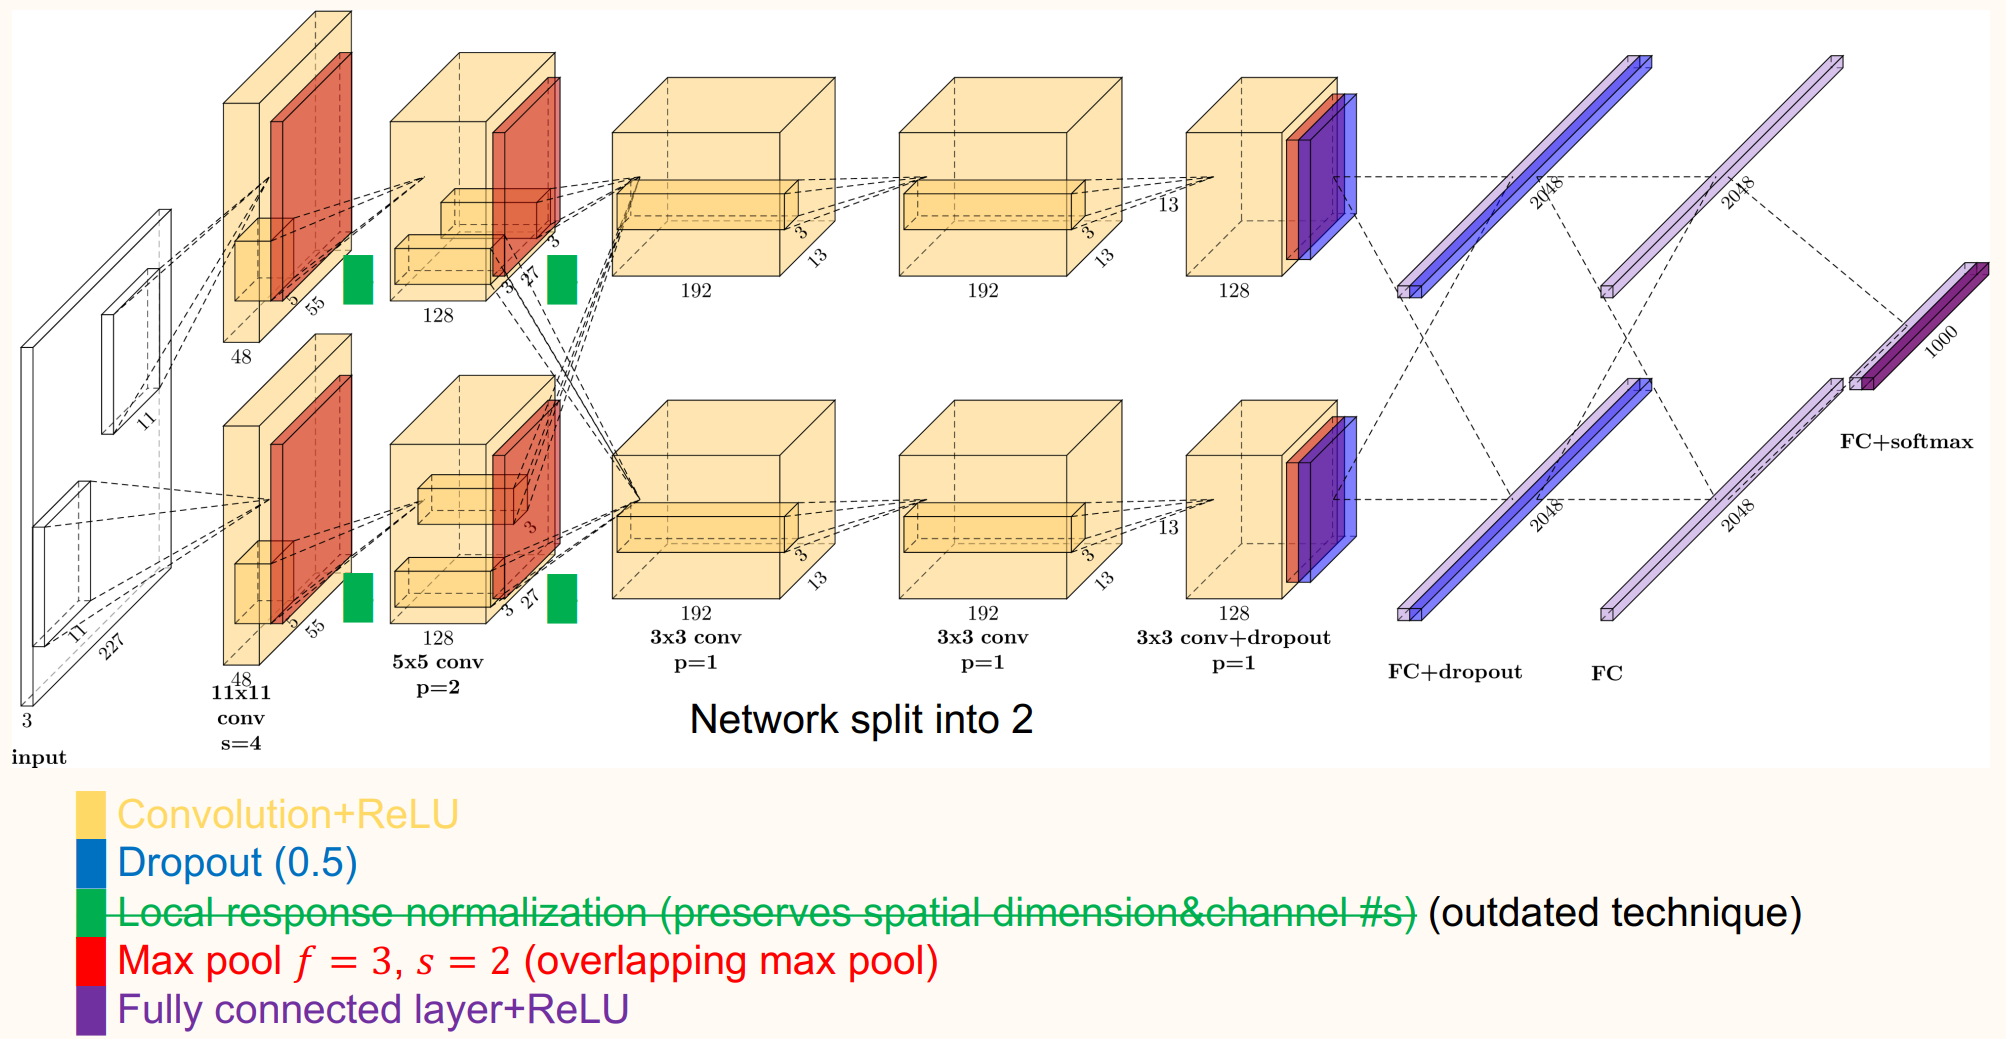 11
11
227
3
input
5
55
48
5
55
48
11x11
conv
s=4
3
3
27
128
3
3
27
128
5x5 conv
p=2
3
13
192
3
13
192
3x3 conv
p=1
3
13
192
3
13
192
3x3 conv
p=1
13
128
13
128
3x3 conv+dropout
p=1
2048
2048
FC+dropout
2048
2048
FC
1000
FC+softmax
Network split into 2
Convolution+ReLU
Dropout (0.5)
Local response normalization (preserves spatial dimension&channel #s) (outdated technique)
Max pool f = 3, s = 2 (overlapping max pool)
Fully connected layer+ReLU